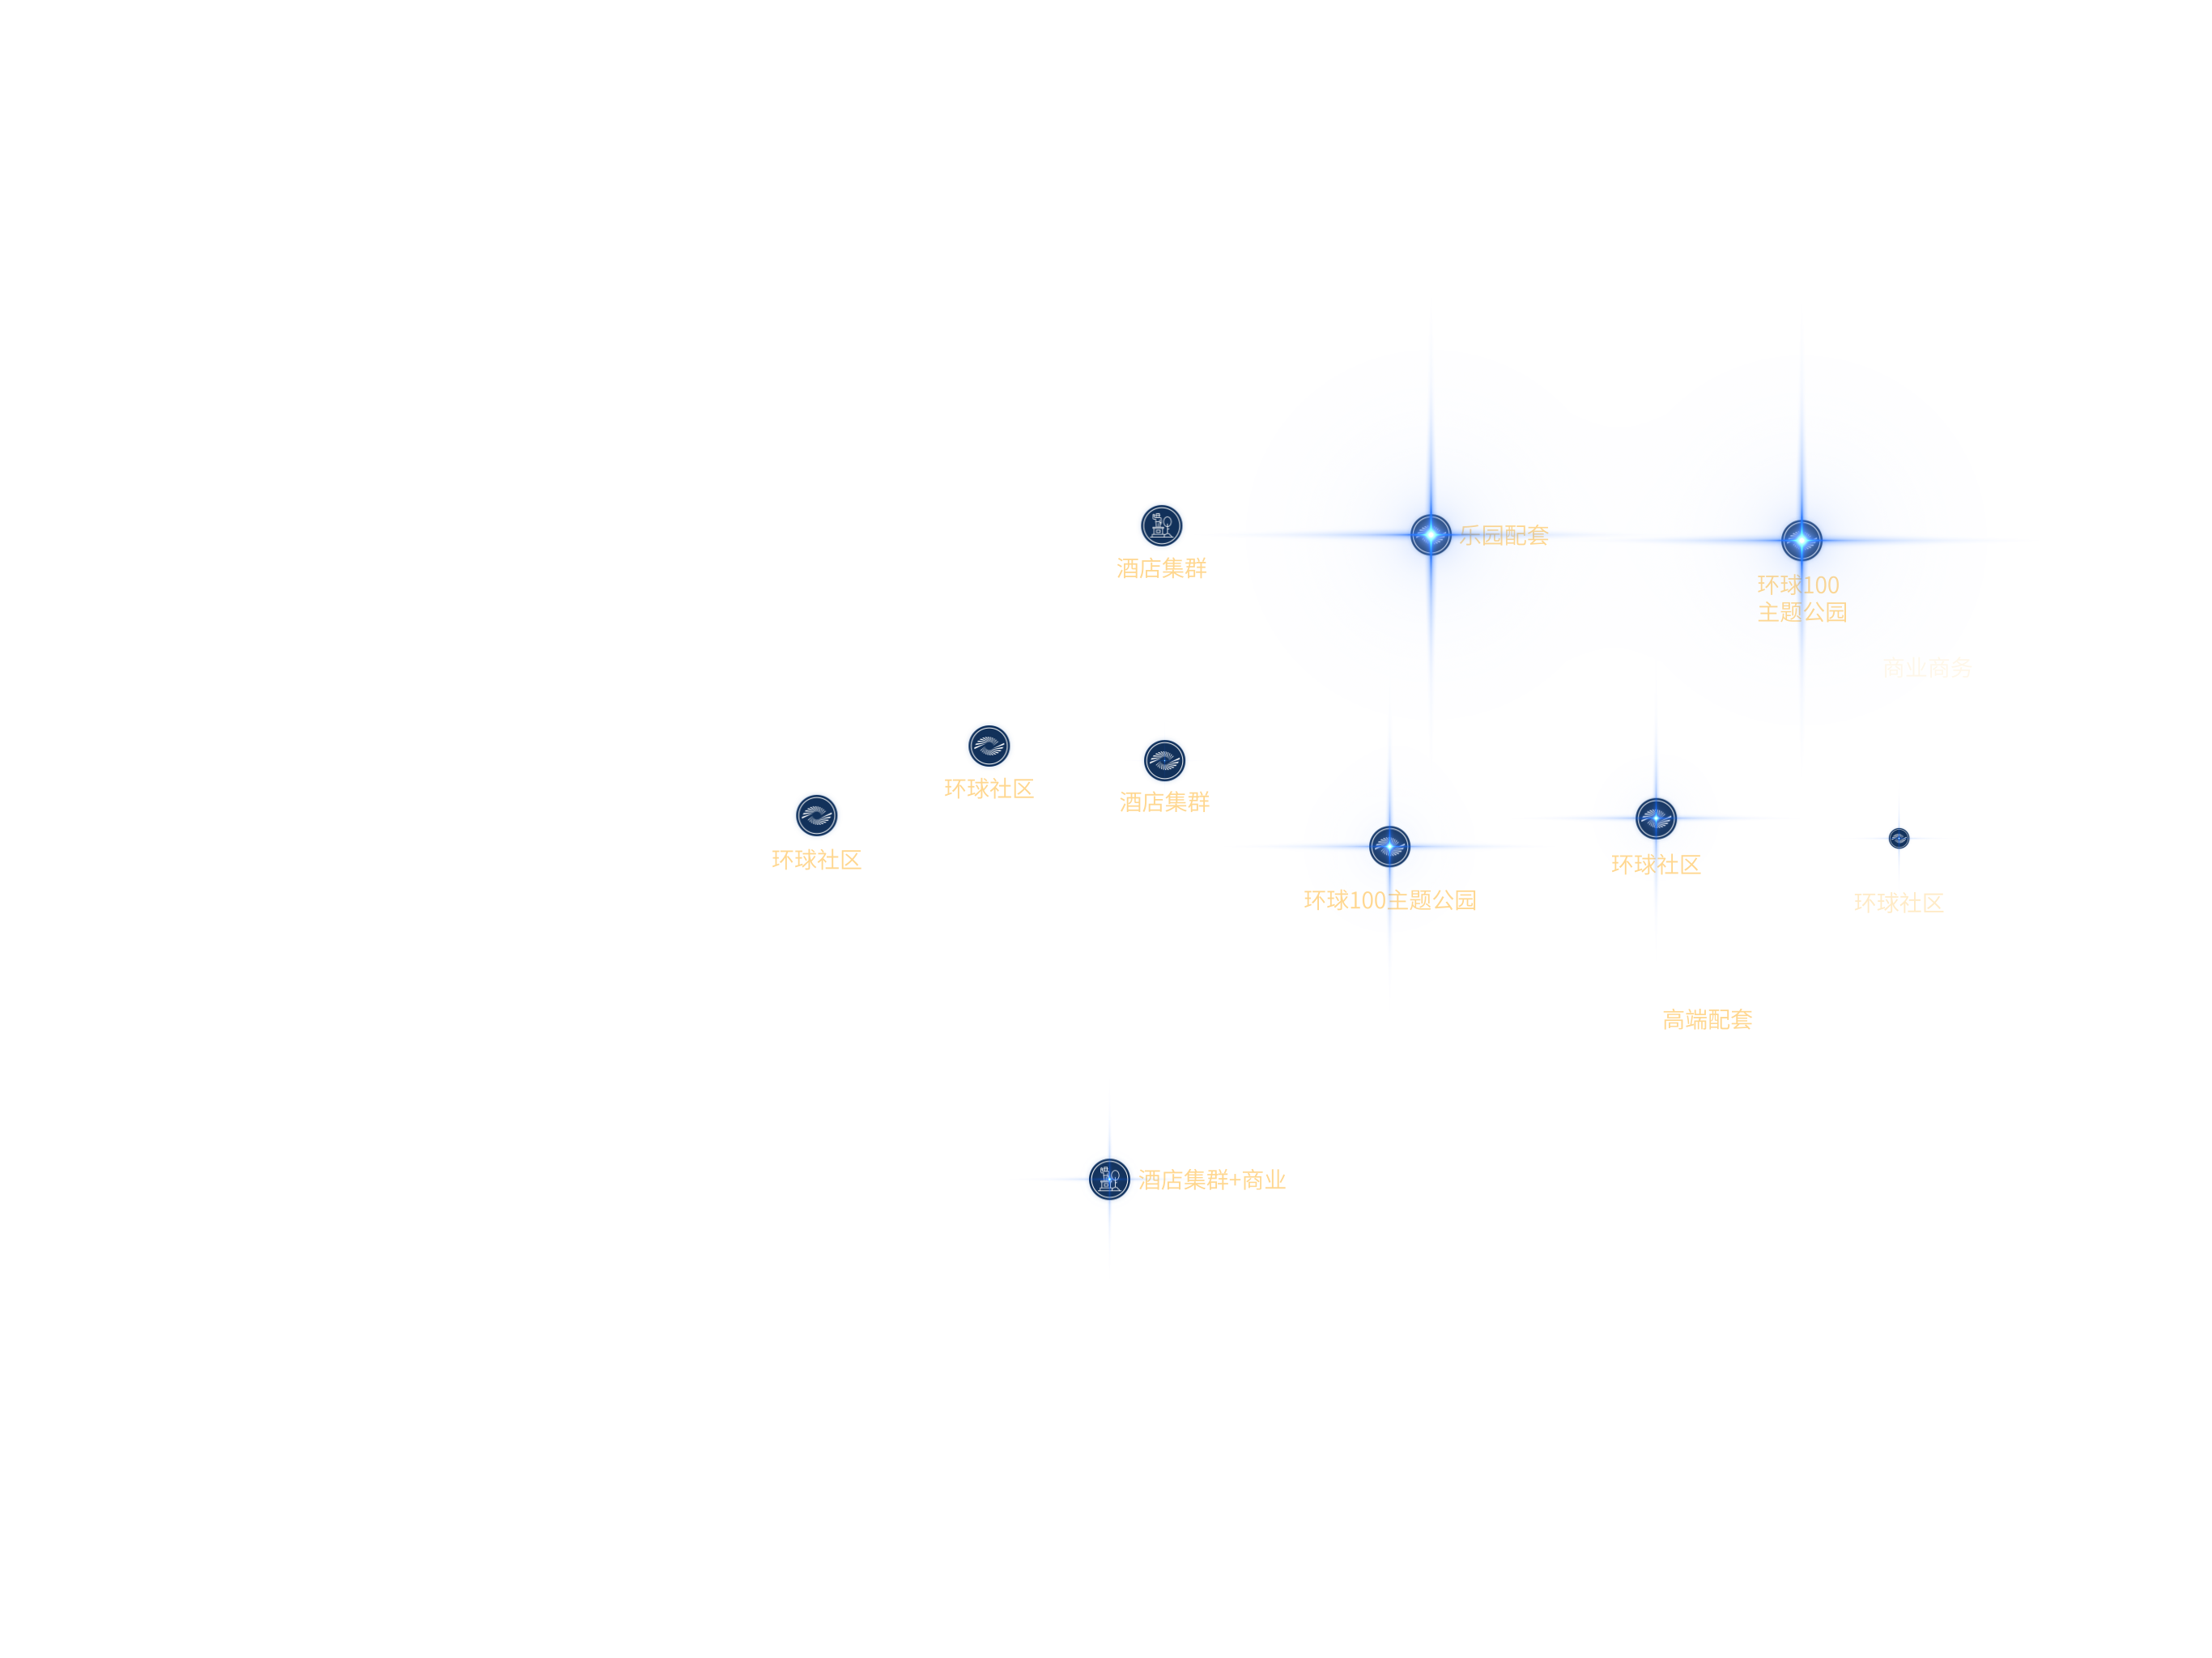 酒店集群
乐园配套
环球100
主题公园
商业商务
环球社区
酒店集群
环球社区
环球社区
环球100主题公园
环球社区
高端配套
酒店集群+商业